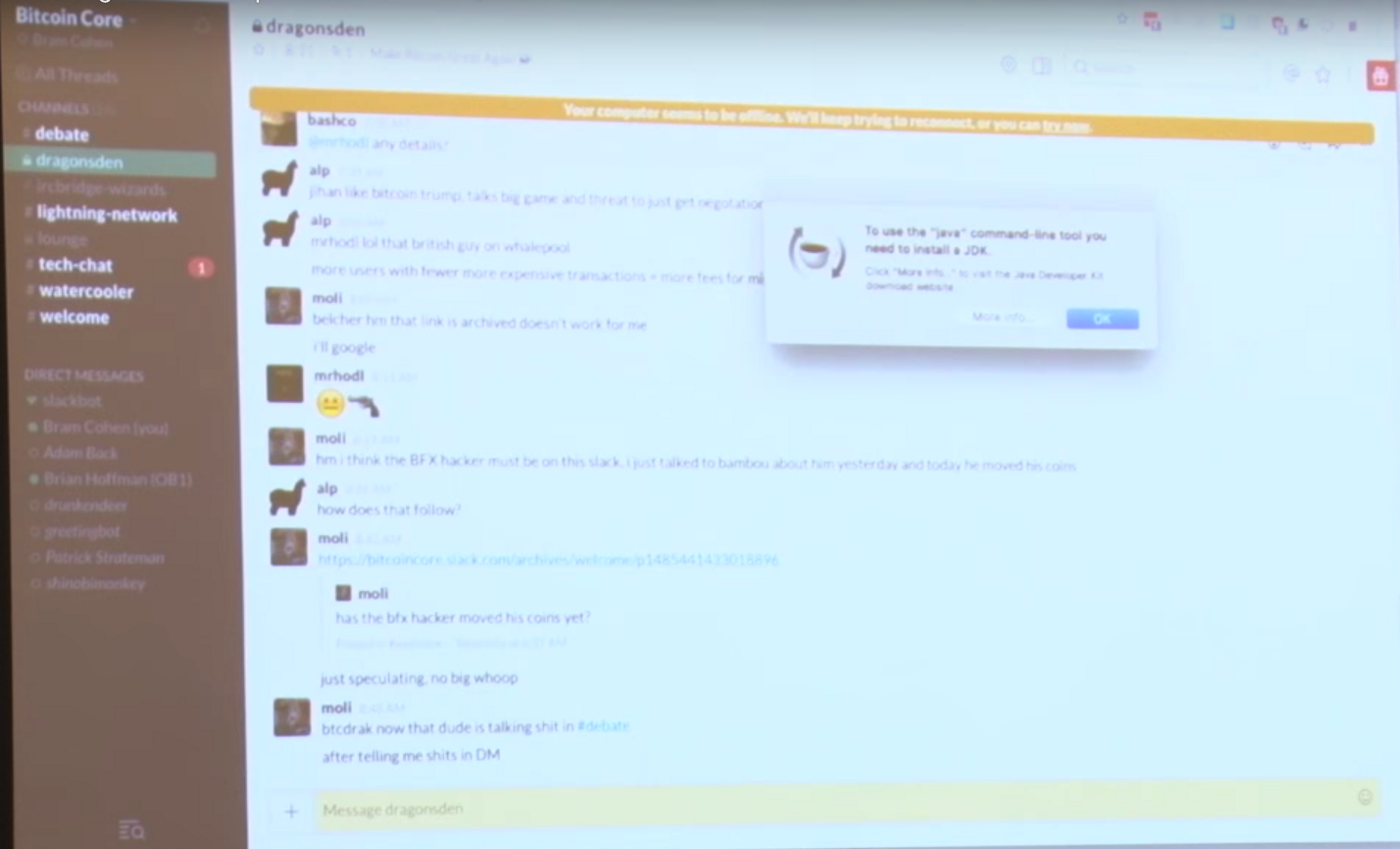 Bitcoin Core
Bram Cohen
All Threads
CHANNELS
# debate
dragonsden
ircbridge-wizards
# lightning-network
lounge
# tech-chat 1
# watercooler
# welcome
DIRECT MESSAGES
slackbot
Bram Cohen (you)
Adam Back
Brian Hoffman (OB1)
drunkendeer
greetingbot
Patrick Strateman
shinobimonkey
dragonsden
Make Bitcoin Great Again
Search
Your computer seems to be offline. We'll keep trying to reconnect, or you can try now.
bashco
@mrhodl any details?
alp
jihan like bitcoin trump, talks big game and threat to just get negotiation
alp
mrhodl lol that british guy on whalepool
more users with fewer more expensive transactions = more fees for
moli
belcher hm that link is archived doesn't work for me
i'll google
mrhodl
moli
hm i think the BFX hacker must be on this slack, i just talked to bambou about him yesterday and today he moved his coins
alp
how does that follow?
moli
https://bitcoincore.slack.com/archives/welcome/p1485441433018896
moli
has the bfx hacker moved his coins yet?
just speculating, no big whoop
moli
btcdrak now that dude is talking shit in #debate
after telling me shits in DM
+ Message dragonsden
To use the "java" command-line tool you
need to install a JDK.
Click "More Info..." to visit the Java Developer Kit
download website.
More Info...
OK